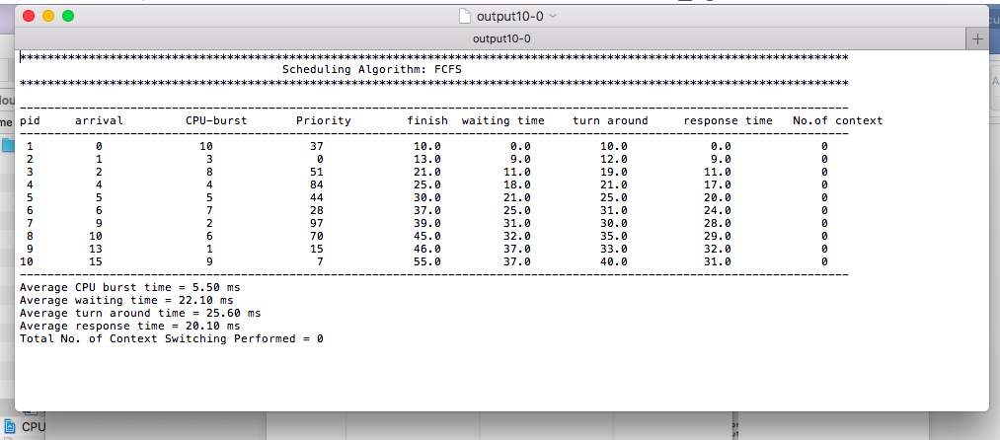 output10-0
output10-0
************************************************************************************************************************
Scheduling Algorithm: FCFS
************************************************************************************************************************
------------------------------------------------------------------------------------------------------------------------
pid arrival CPU-burst Priority finish waiting time turn around response time No.of context
------------------------------------------------------------------------------------------------------------------------
1 0 10 37 10.0 0.0 10.0 0.0 0
2 1 3 0 13.0 9.0 12.0 9.0 0
3 2 8 51 21.0 11.0 19.0 11.0 0
4 4 4 84 25.0 18.0 21.0 17.0 0
5 5 5 44 30.0 21.0 25.0 20.0 0
6 6 7 28 37.0 25.0 31.0 24.0 0
7 9 2 97 39.0 31.0 30.0 28.0 0
8 10 6 70 45.0 32.0 35.0 29.0 0
9 13 1 15 46.0 37.0 33.0 32.0 0
10 15 9 7 55.0 37.0 40.0 31.0 0
------------------------------------------------------------------------------------------------------------------------
Average CPU burst time = 5.50 ms
Average waiting time = 22.10 ms
Average turn around time = 25.60 ms
Average response time = 20.10 ms
Total No. of Context Switching Performed = 0
CPU